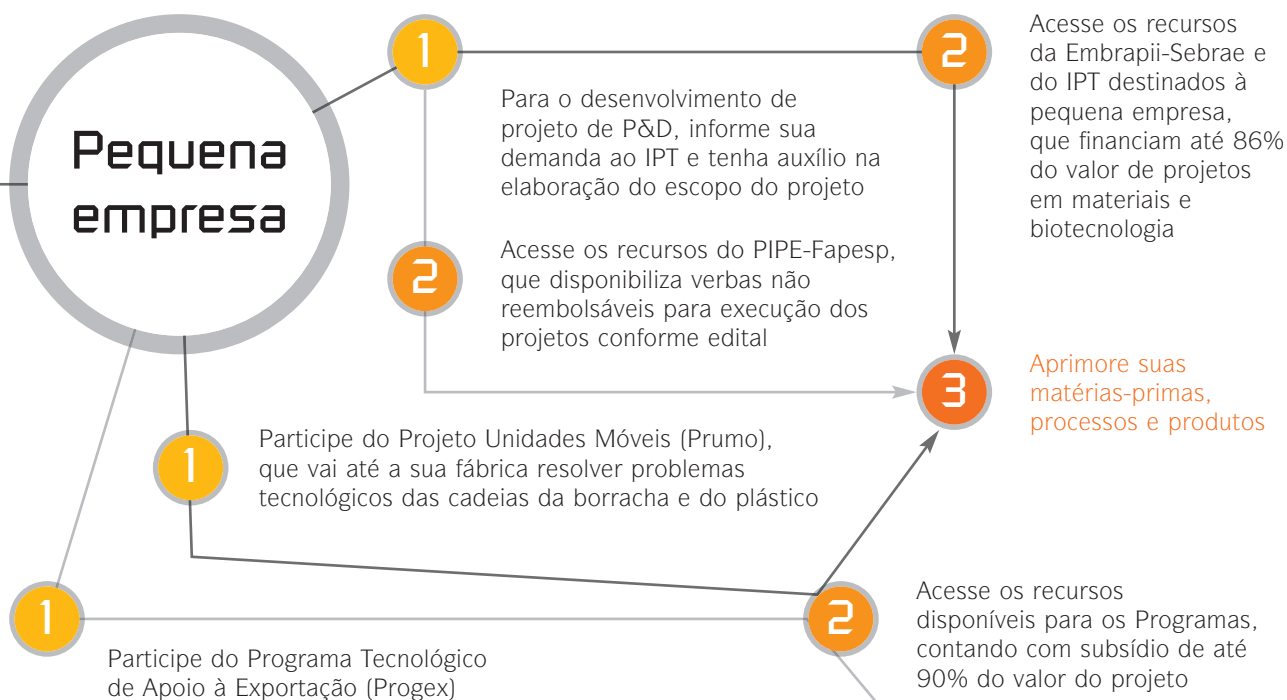 Pequena
empresa
1
Para o desenvolvimento de
projeto de P&D, informe sua
demanda ao IPT e tenha auxílio na
elaboração do escopo do projeto
2
Acesse os recursos
da Embrapii-Sebrae e
do IPT destinados à
pequena empresa,
que financiam até 86%
do valor de projetos
em materiais e
biotecnologia
2
Acesse os recursos do PIPE-Fapesp,
que disponibiliza verbas não
reembolsáveis para execução dos
projetos conforme edital
3
Aprimore suas
matérias-primas,
processos e produtos
1
Participe do Projeto Unidades Móveis (Prumo),
que vai até a sua fábrica resolver problemas
tecnológicos das cadeias da borracha e do plástico
1
Participe do Programa Tecnológico
de Apoio à Exportação (Progex)
2
Acesse os recursos
disponíveis para os Programas,
contando com subsídio de até
90% do valor do projeto